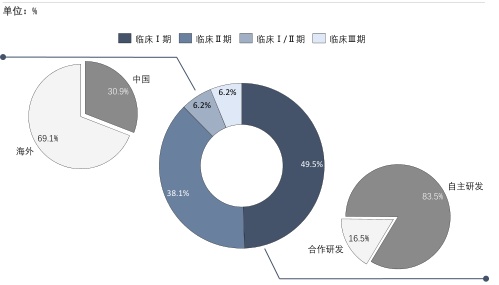 单位：%
临床Ⅰ期 临床Ⅱ期 临床Ⅰ/Ⅱ期 临床Ⅲ期
中国
30.9%
69.1%
海外
6.2%
6.2%
49.5%
38.1%
自主研发
83.5%
16.5%
合作研发